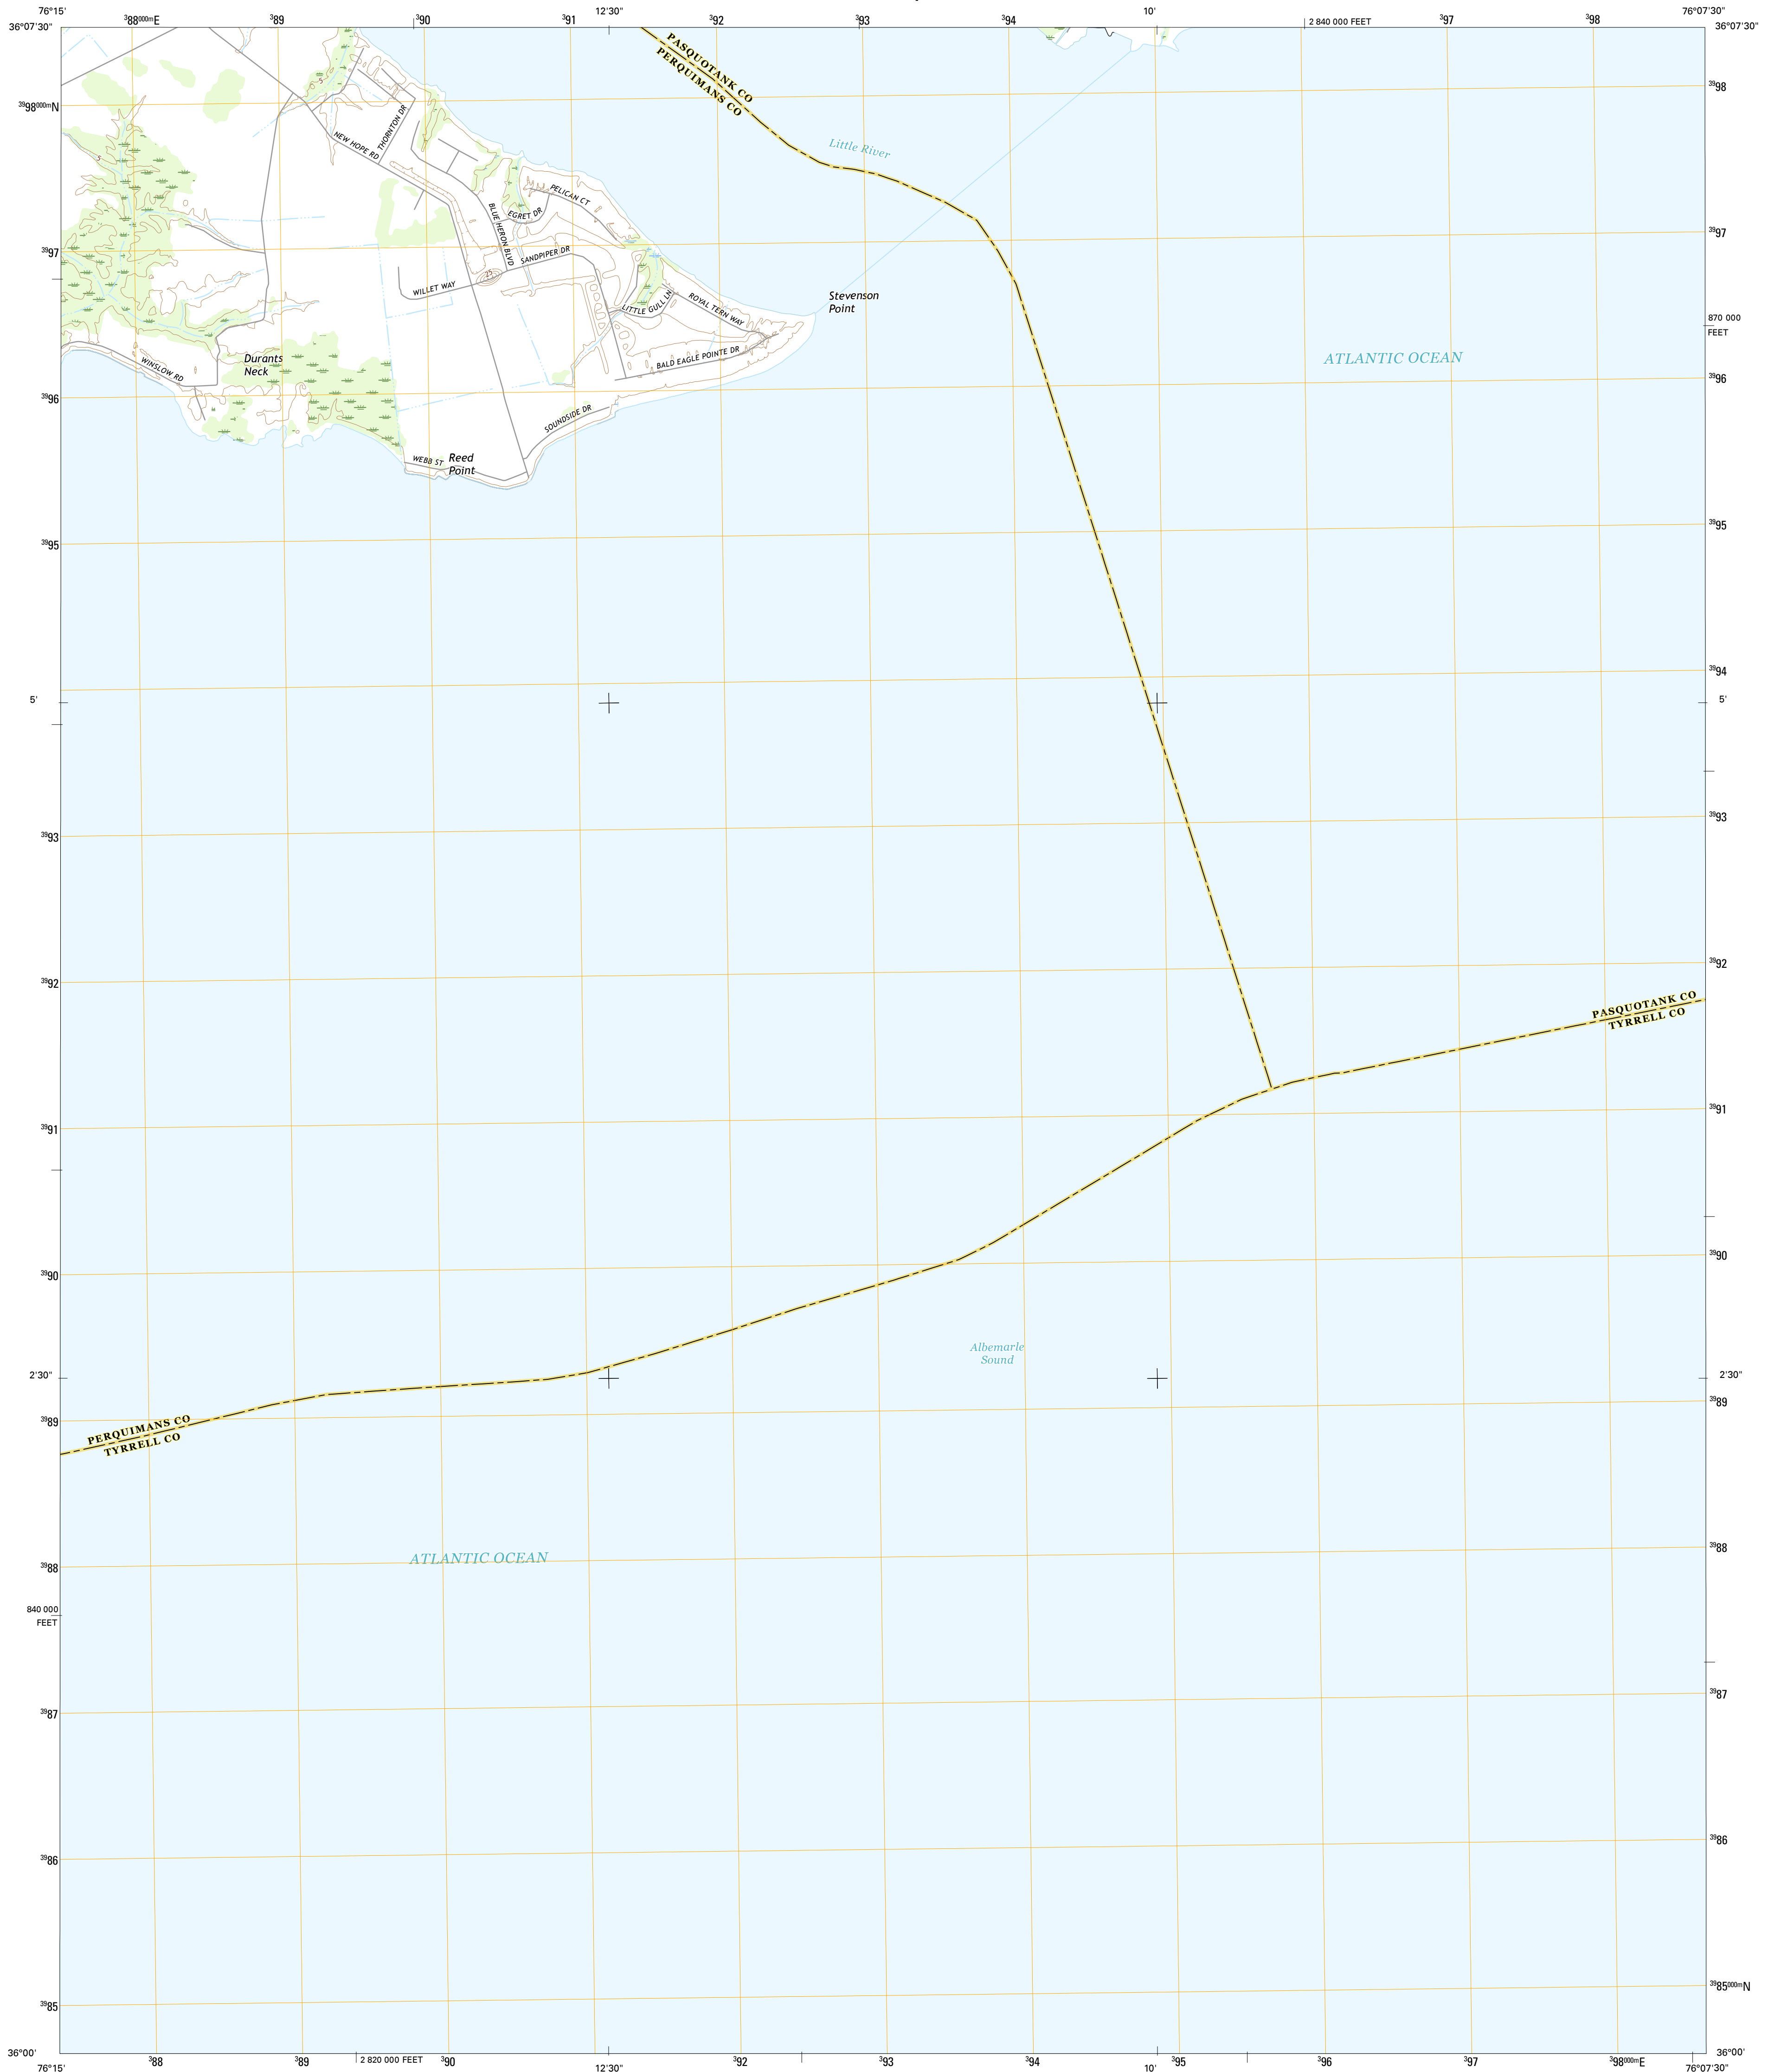 76°15' ³88⁰⁰⁰ᵐE ³89 ³90 ³91 12'30" ³92 ³93 ³94 10' 2 840 000 FEET ³97 ³98 76°07'30"
36°07'30" 36°07'30"
PASQUOTANK CO
PERQUIMANS CO
5
³⁹98⁰⁰⁰ᵐN ³⁹98
THORNTON DR
NEW HOPE RD
Little River
5
PELICAN CT
EGRET DR
BLUE HERON BLVD
³⁹97 ³⁹97
SANDPIPER DR
25
WILLET WAY
LITTLE GULL LN
ROYAL TERN WAY
Stevenson
Point
870 000
FEET
BALD EAGLE POINTE DR
ATLANTIC OCEAN
Durants
Neck
WINSLOW RD
³⁹96 ³⁹96
SOUNDSIDE DR
WEBB ST
Reed
Point
³⁹95 ³⁹95
³⁹94
5' 5'
³⁹93 ³⁹93
³⁹92 ³⁹92
PASQUOTANK CO
TYRRELL CO
³⁹91 ³⁹91
³⁹90 ³⁹90
Albemarle
Sound
2'30" 2'30"
³⁹89 ³⁹89
PERQUIMANS CO
TYRRELL CO
ATLANTIC OCEAN
³⁹88 ³⁹88
840 000
FEET
³⁹87 ³⁹87
³⁹86 ³⁹86
³⁹85 ³⁹85⁰⁰⁰ᵐN
36°00' 36°00'
76°15' ³88 ³89 2 820 000 FEET ³90 12'30" ³92 ³93 ³94 10' ³95 ³96 ³97 ³98⁰⁰⁰ᵐE 76°07'30"